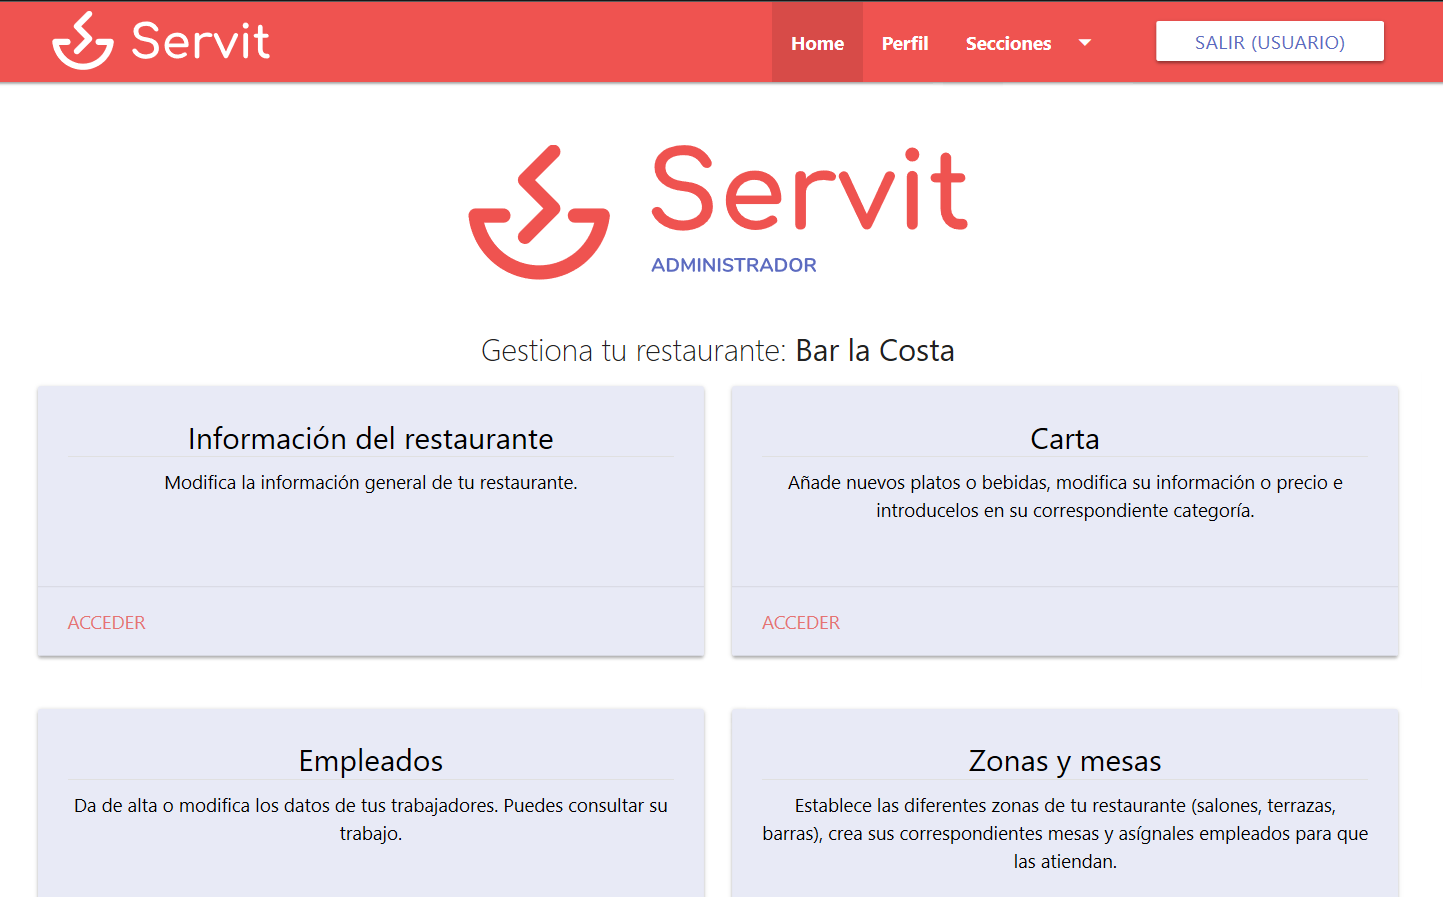 Servit
Home
Perfil
Secciones
SALIR (USUARIO)
Servit
ADMINISTRADOR
Gestiona tu restaurante: Bar la Costa
Información del restaurante
Modifica la información general de tu restaurante.
ACCEDER
Carta
Añade nuevos platos o bebidas, modifica su información o precio e
introducelos en su correspondiente categoría.
ACCEDER
Empleados
Da de alta o modifica los datos de tus trabajadores. Puedes consultar su
trabajo.
Zonas y mesas
Establece las diferentes zonas de tu restaurante (salones, terrazas,
barras), crea sus correspondientes mesas y asígnales empleados para que
las atiendan.